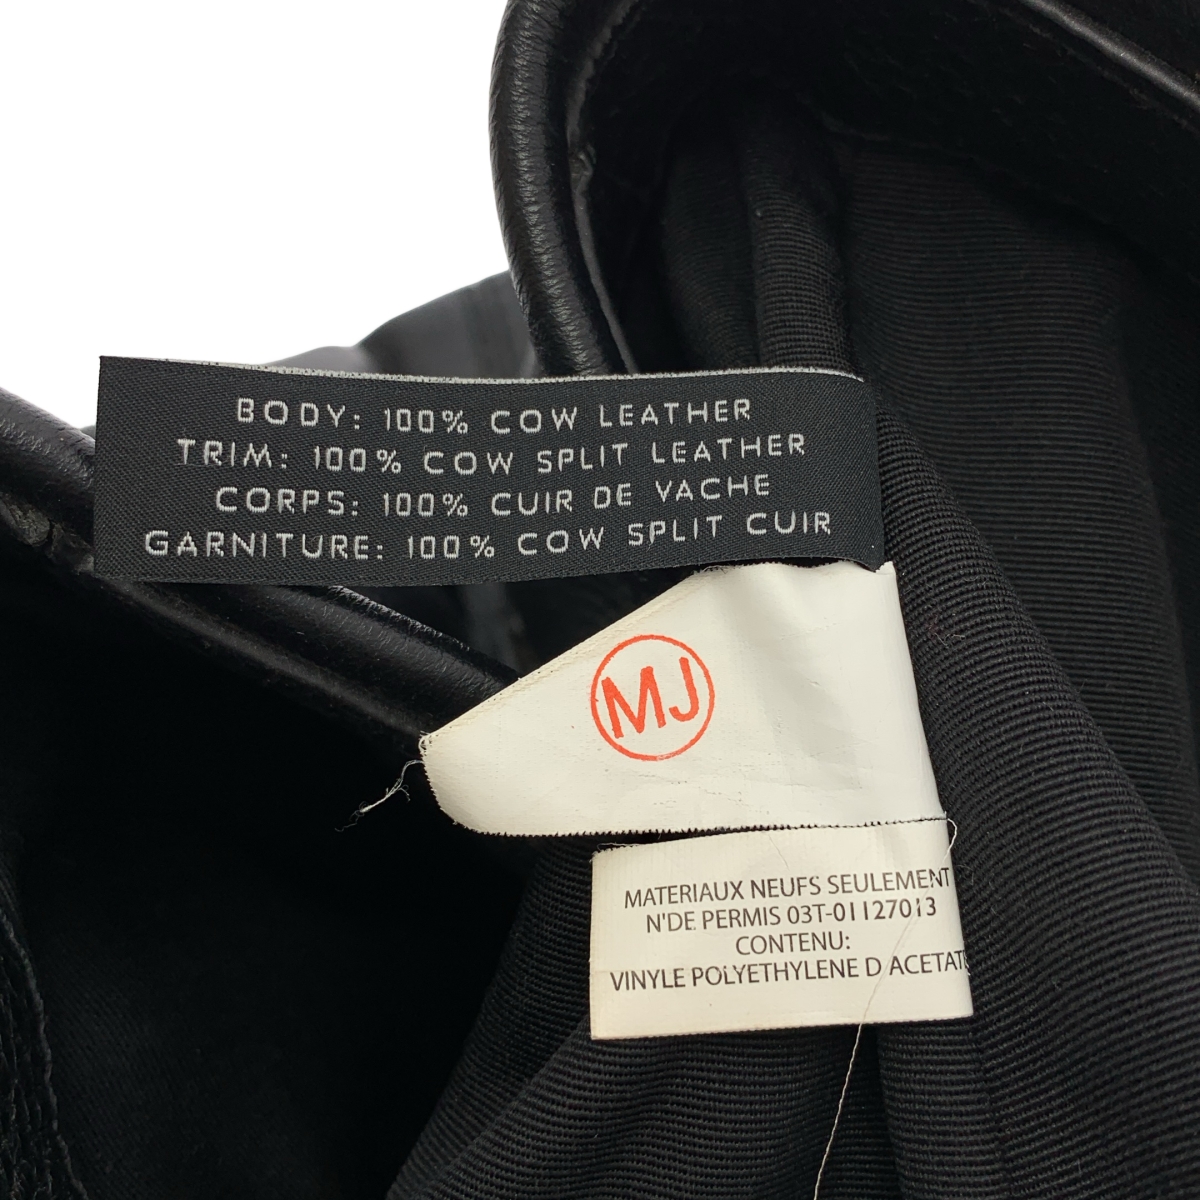 BODY: 100% COW LEATHER
TRIM: 100% COW SPLIT LEATHER
CORPS: 100% CUIR DE VACHE
GARNITURE: 100% COW SPLIT CUIR
MJ
MATERIAUX NEUFS SEULEMENT
N'DE PERMIS 03T-01127013
CONTENU:
VINYLE POLYETHYLENE D ACETAT